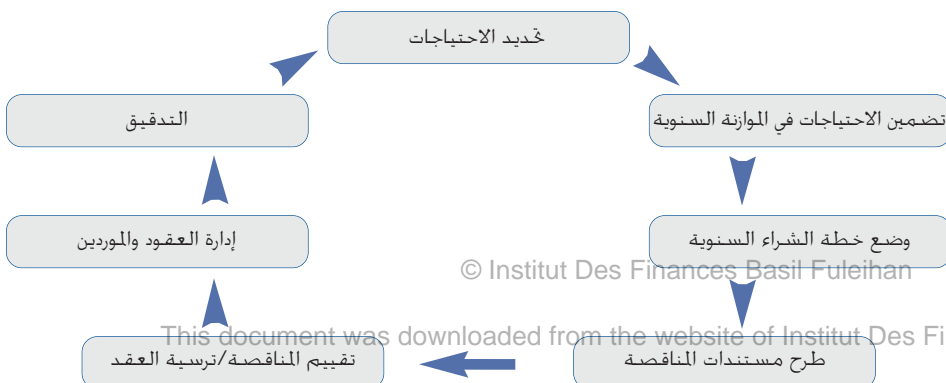 تحديد الاحتياجات
التدقيق
تضمين الاحتياجات في الموازنة السنوية
إدارة العقود والموردين
وضع خطة الشراء السنوية
© Institut Des Finances Basil Fuleihan
This document was downloaded from the website of Institut Des Fi
تقييم المناقصة/ترسية العقد
طرح مستندات المناقصة